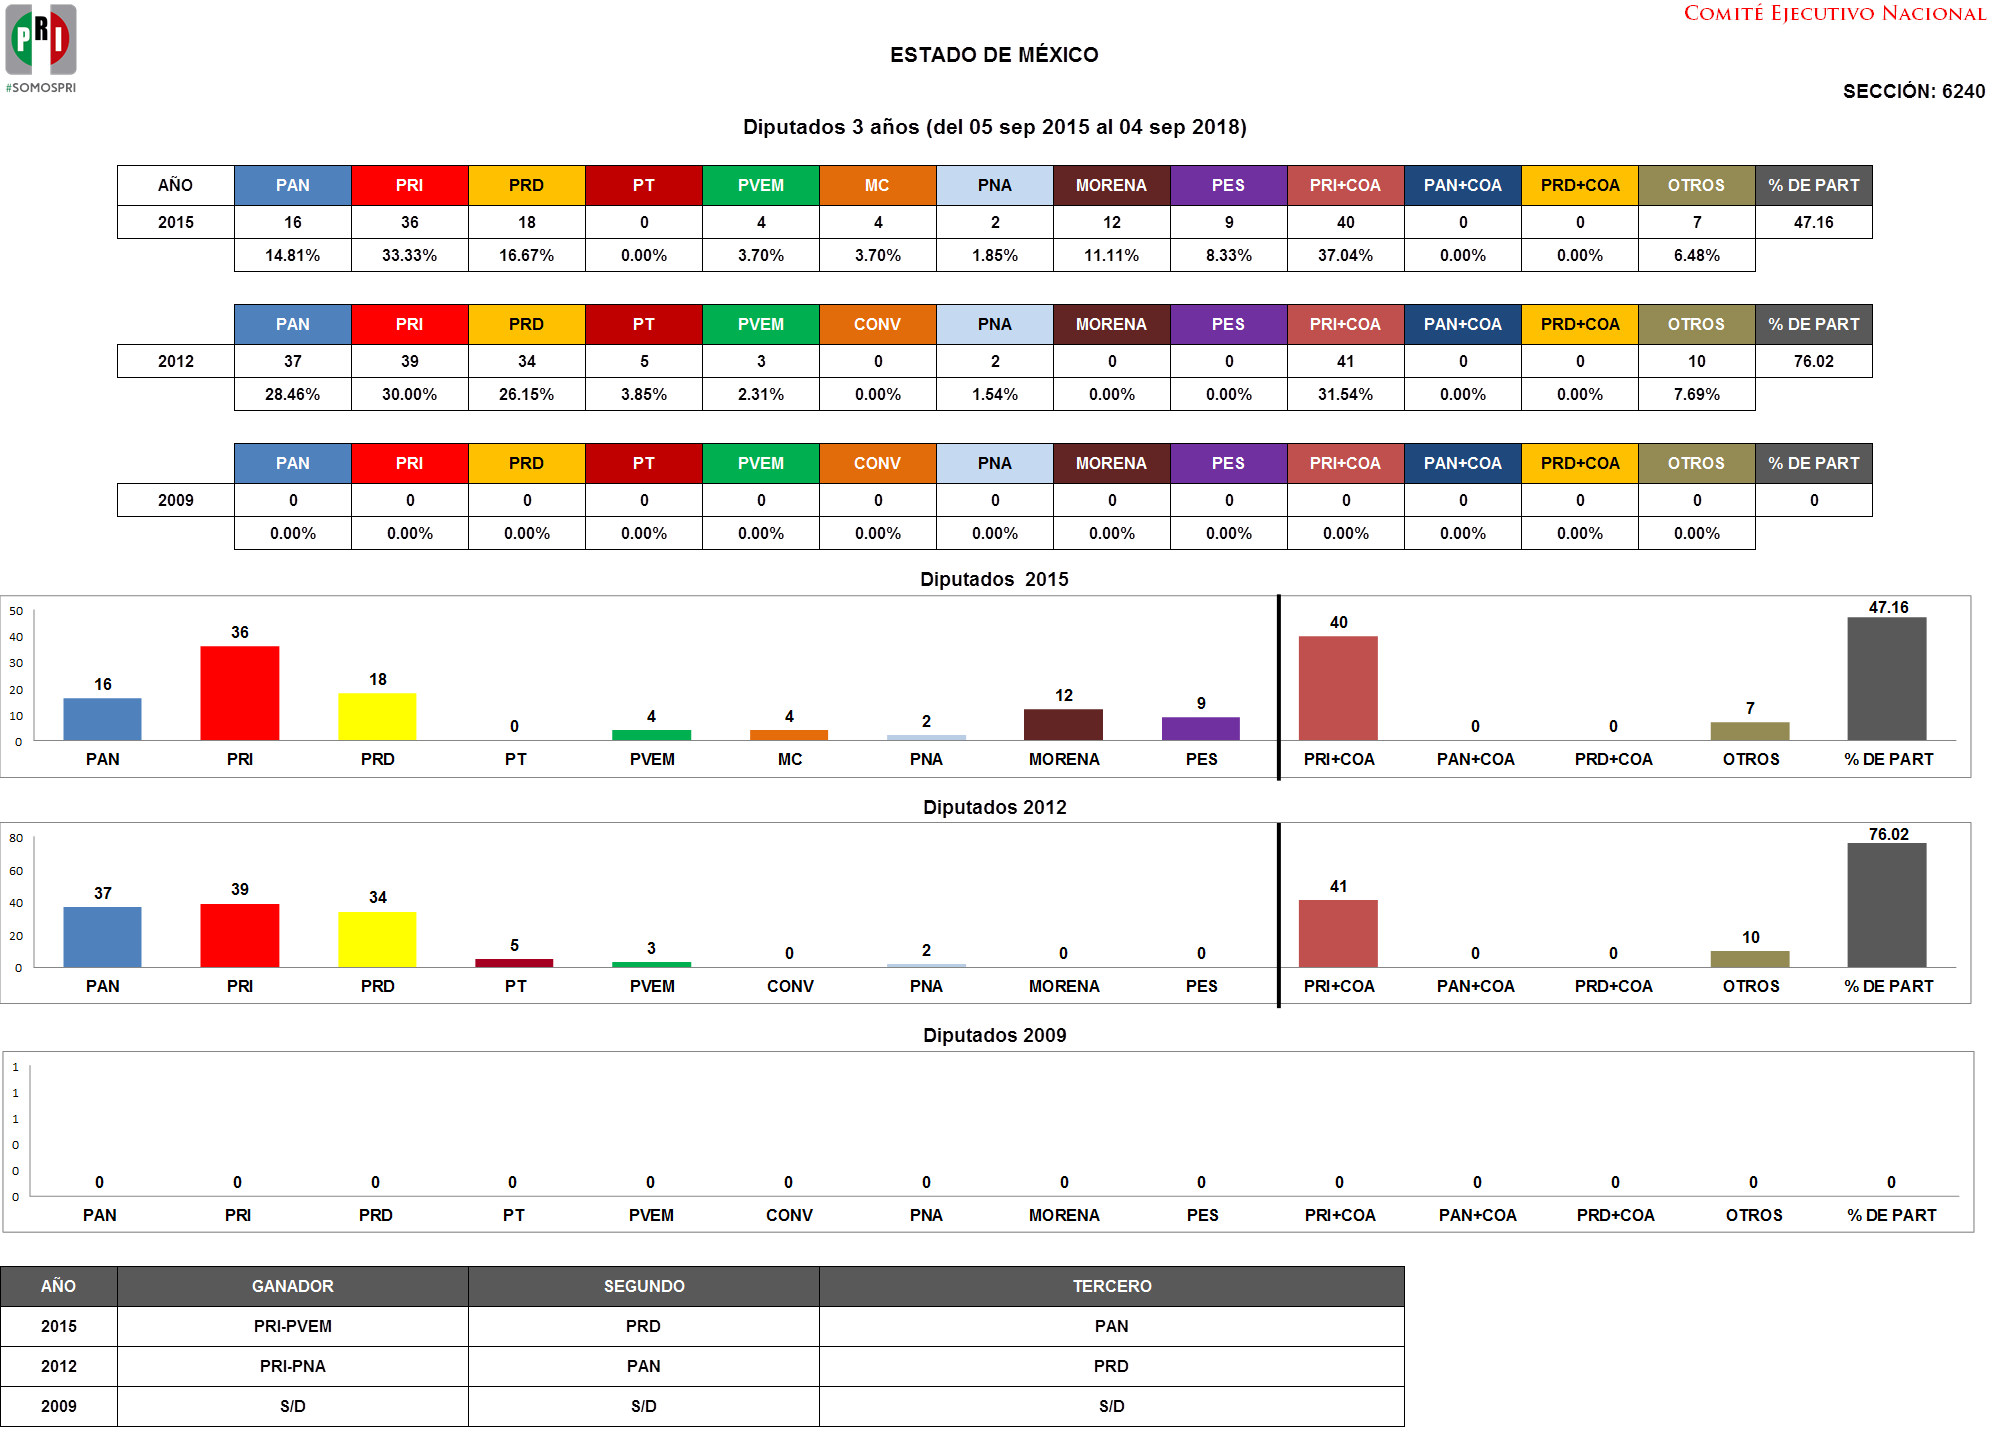 PRI
#SOMOSPRI
COMITÉ EJECUTIVO NACIONAL
ESTADO DE MÉXICO
SECCIÓN: 6240
Diputados 3 años (del 05 sep 2015 al 04 sep 2018)
AÑO PAN PRI PRD PT PVEM MC PNA MORENA PES PRI+COA PAN+COA PRD+COA OTROS % DE PART
2015 16 36 18 0 4 4 2 12 9 40 0 0 7 47.16
14.81% 33.33% 16.67% 0.00% 3.70% 3.70% 1.85% 11.11% 8.33% 37.04% 0.00% 0.00% 6.48%
PAN PRI PRD PT PVEM CONV PNA MORENA PES PRI+COA PAN+COA PRD+COA OTROS % DE PART
2012 37 39 34 5 3 0 2 0 0 41 0 0 10 76.02
28.46% 30.00% 26.15% 3.85% 2.31% 0.00% 1.54% 0.00% 0.00% 31.54% 0.00% 0.00% 7.69%
PAN PRI PRD PT PVEM CONV PNA MORENA PES PRI+COA PAN+COA PRD+COA OTROS % DE PART
2009 0 0 0 0 0 0 0 0 0 0 0 0 0 0
0.00% 0.00% 0.00% 0.00% 0.00% 0.00% 0.00% 0.00% 0.00% 0.00% 0.00% 0.00% 0.00%
Diputados 2015
50
40
30
20
10
0
16 36 18 0 4 4 2 12 9 40 0 0 7 47.16
PAN PRI PRD PT PVEM MC PNA MORENA PES PRI+COA PAN+COA PRD+COA OTROS % DE PART
Diputados 2012
80
60
40
20
0
37 39 34 5 3 0 2 0 0 41 0 0 10 76.02
PAN PRI PRD PT PVEM CONV PNA MORENA PES PRI+COA PAN+COA PRD+COA OTROS % DE PART
Diputados 2009
1
1
1
0
0
0
0 0 0 0 0 0 0 0 0 0 0 0 0 0
PAN PRI PRD PT PVEM CONV PNA MORENA PES PRI+COA PAN+COA PRD+COA OTROS % DE PART
AÑO GANADOR SEGUNDO TERCERO
2015 PRI-PVEM PRD PAN
2012 PRI-PNA PAN PRD
2009 S/D S/D S/D